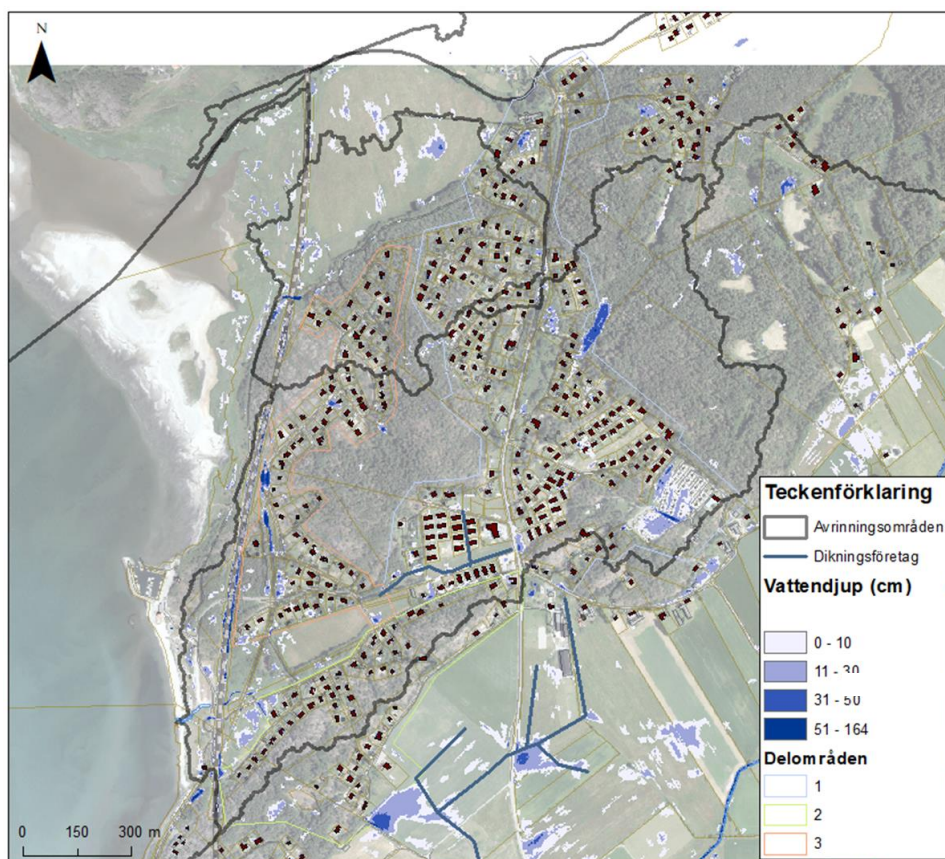 N
Teckenförklaring
Avrinningsområden
Dikningsföretag
Vattendjup (cm)
0 - 10
11 - 30
31 - 50
51 - 164
Delområden
1
2
3
0 150 300 m